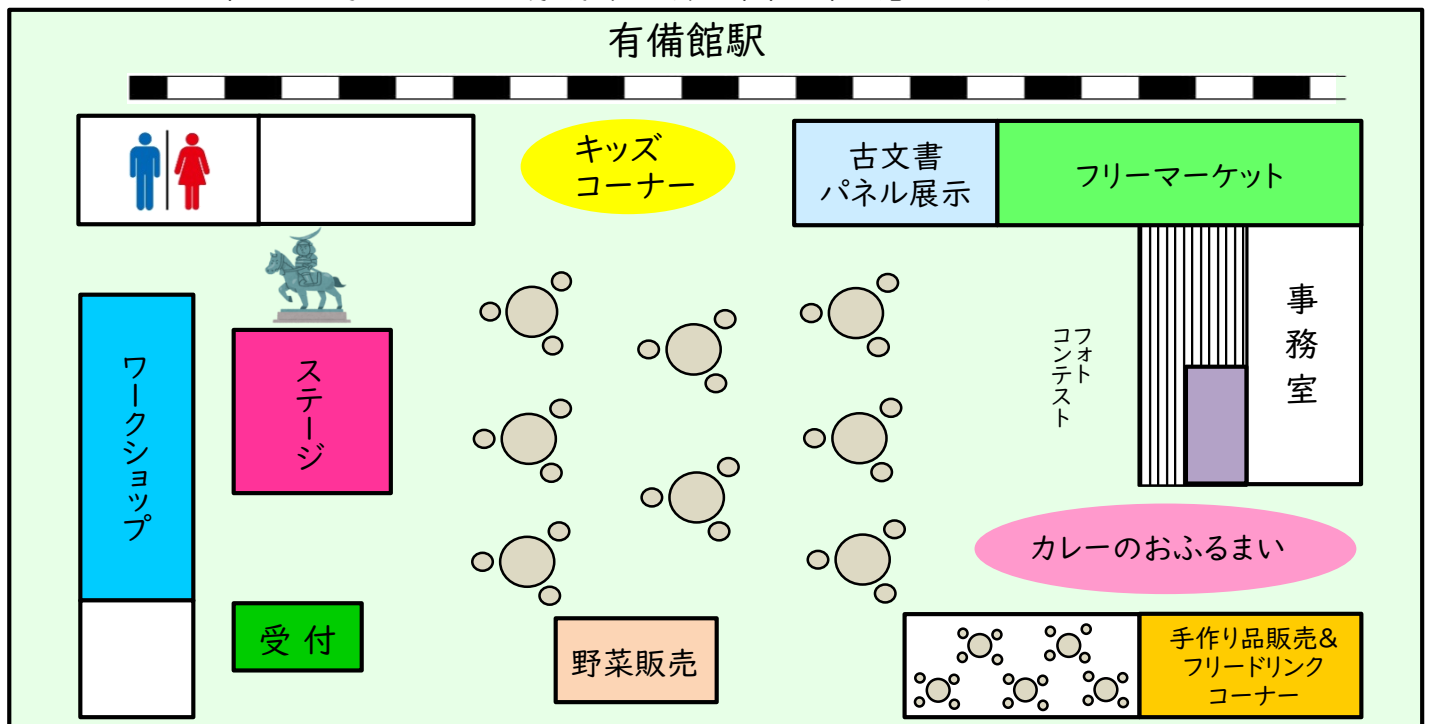 有備館駅
キッズ
コーナー
古文書
パネル展示
フリーマーケット
事務室
フォト
コンテスト
ステージ
ワークショップ
カレーのおふるまい
受付
野菜販売
手作り品販売&
フリードリンク
コーナー